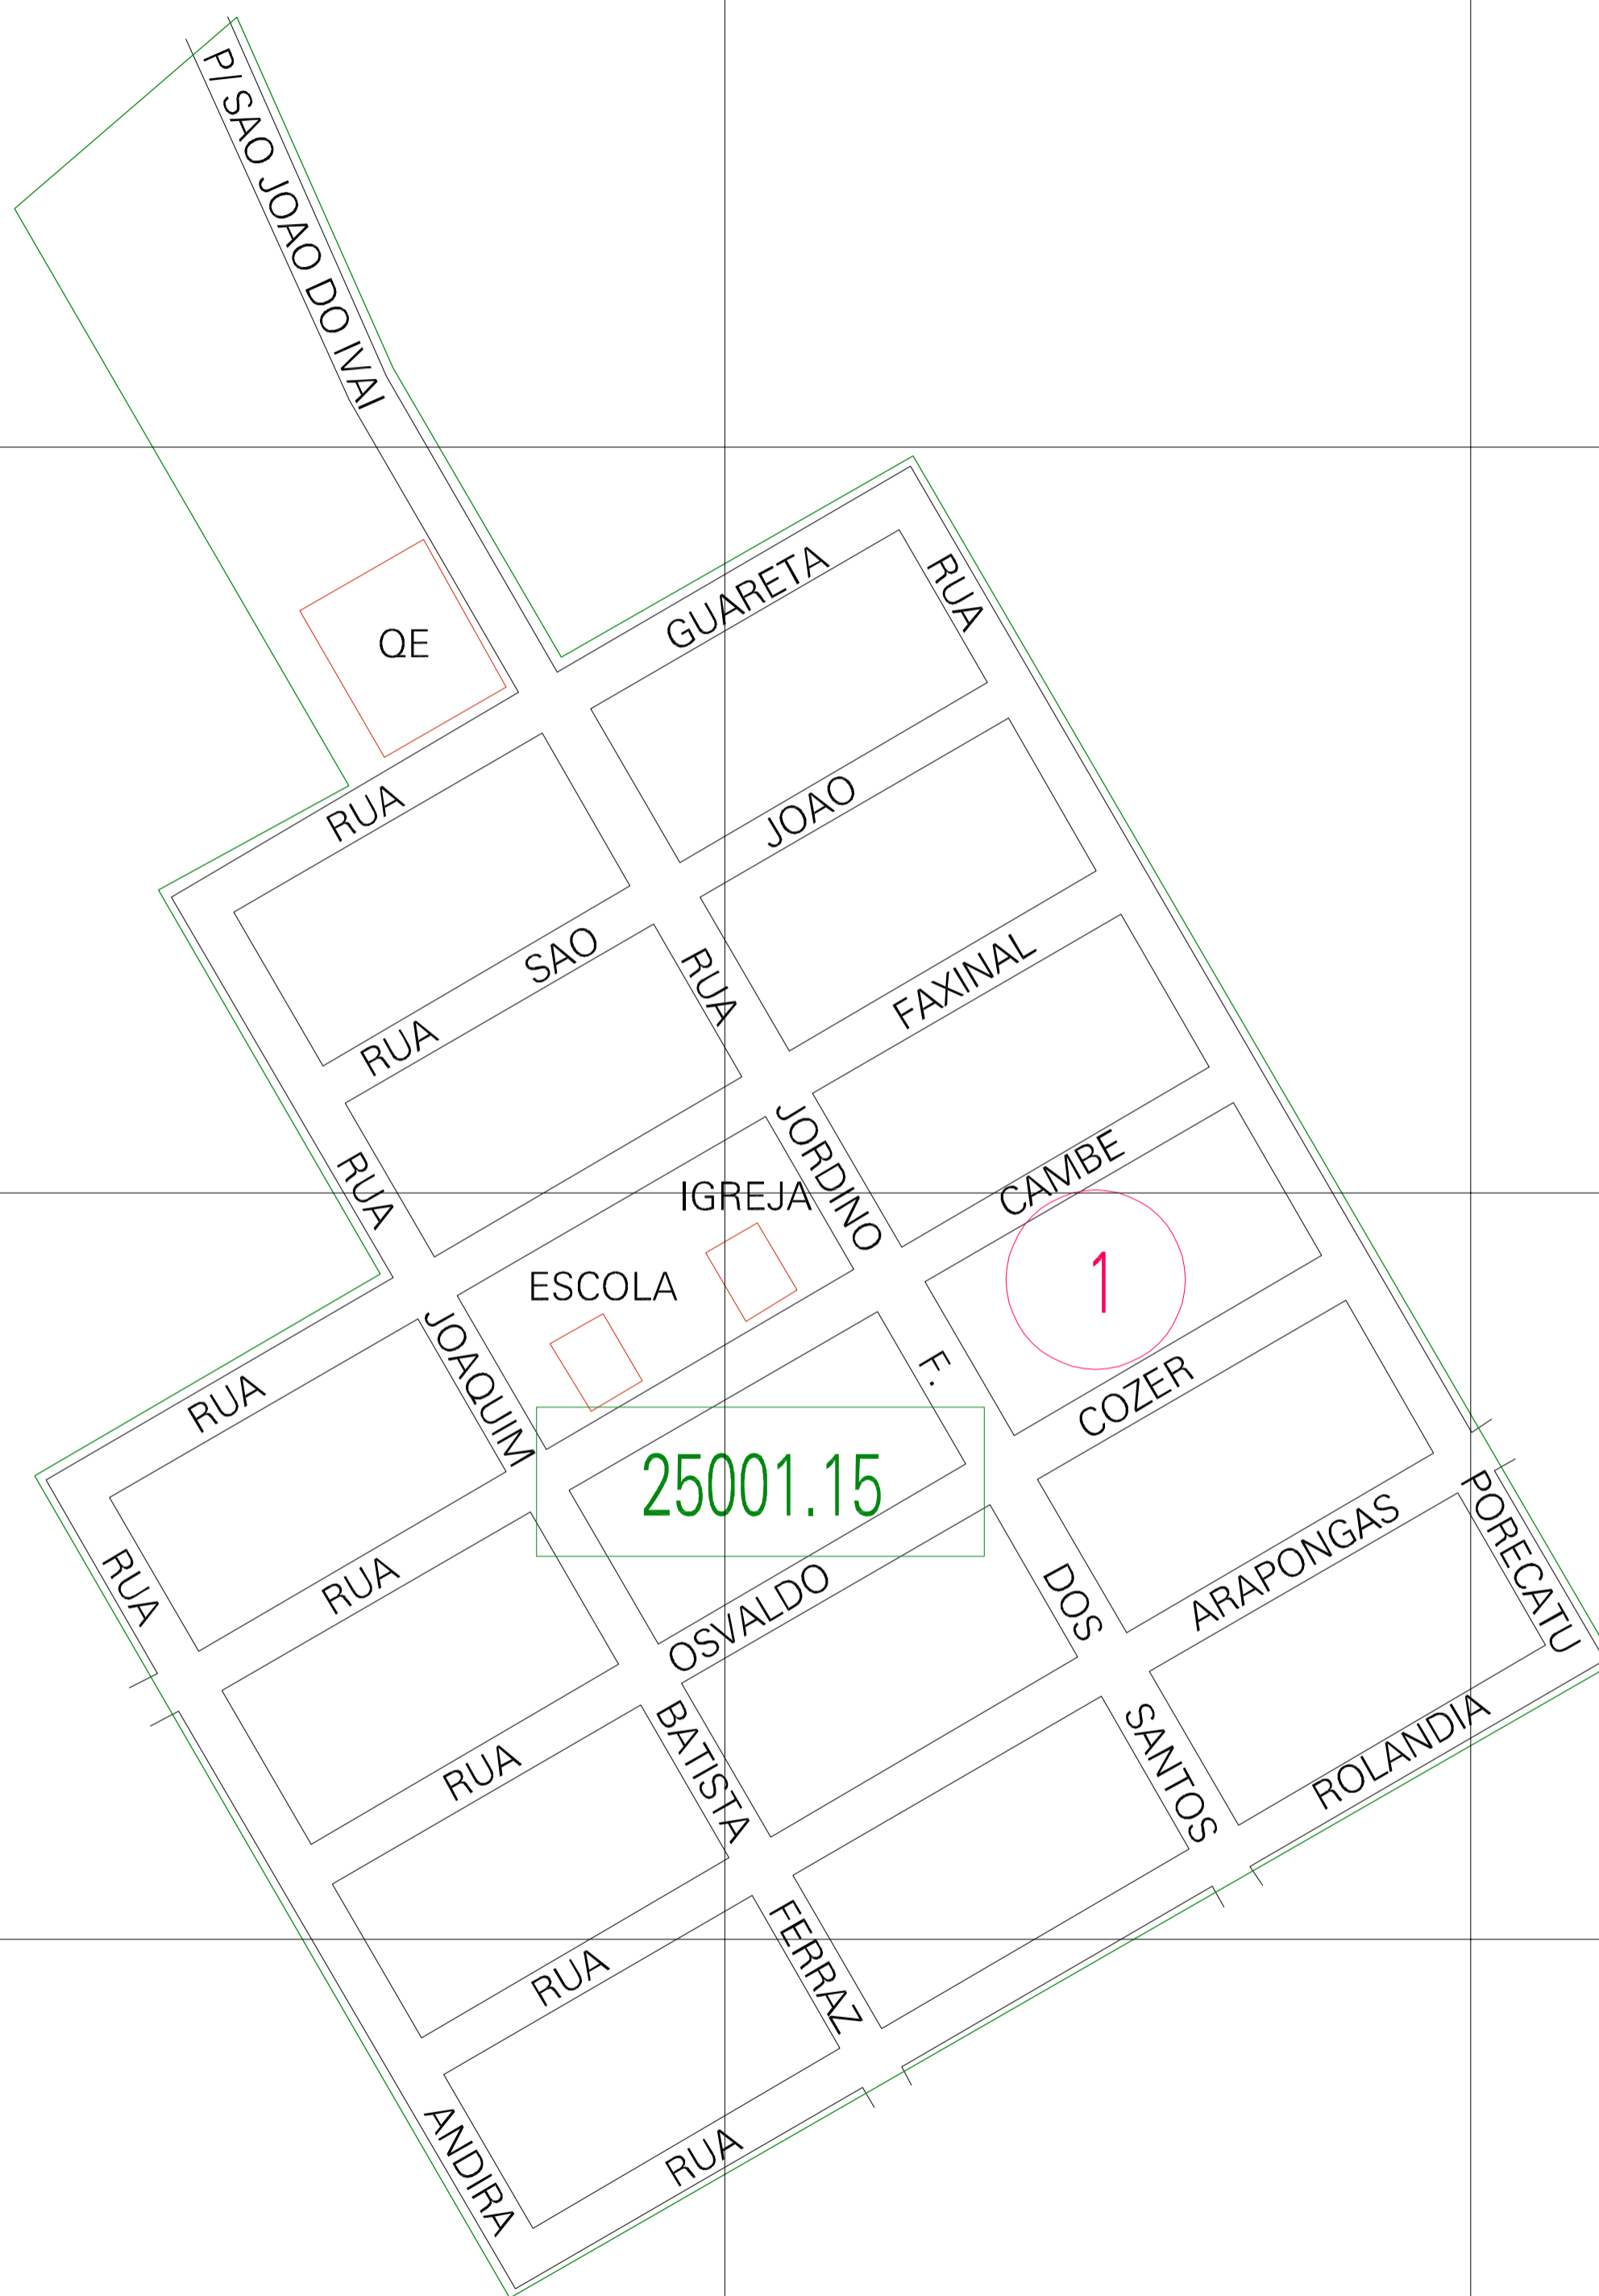 P/ SAO JOAO DO IVAI
QE
RUA GUARETA
RUA SAO JOAO
RUA FAXINAL
RUA CAMBE
RUA OSVALDO COZER
RUA ARAPONGAS
RUA ROLANDIA
RUA PORECATU
RUA JORDINO F. DOS SANTOS
RUA JOAQUIM BATISTA FERRAZ
RUA ANDIRA
IGREJA
ESCOLA
1
25001.15